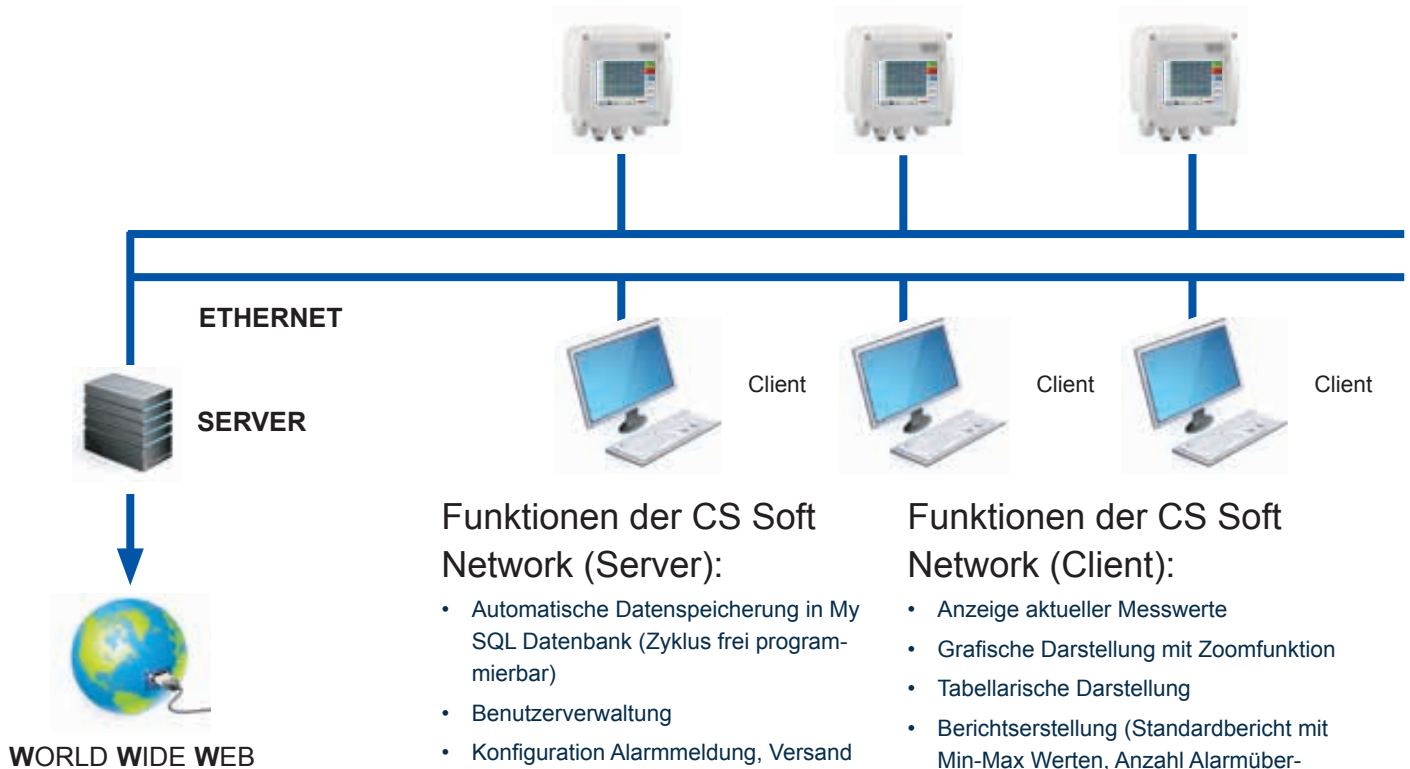 ETHERNET
Client
Client
Client
SERVER
WORLD WIDE WEB
Funktionen der CS Soft
Network (Server):
• Automatische Datenspeicherung in My
SQL Datenbank (Zyklus frei program-
mierbar)
• Benutzerverwaltung
• Konfiguration Alarmmeldung, Versand
Funktionen der CS Soft
Network (Client):
• Anzeige aktueller Messwerte
• Grafische Darstellung mit Zoomfunktion
• Tabellarische Darstellung
• Berichtserstellung (Standardbericht mit
Min-Max Werten, Anzahl Alarmüber-